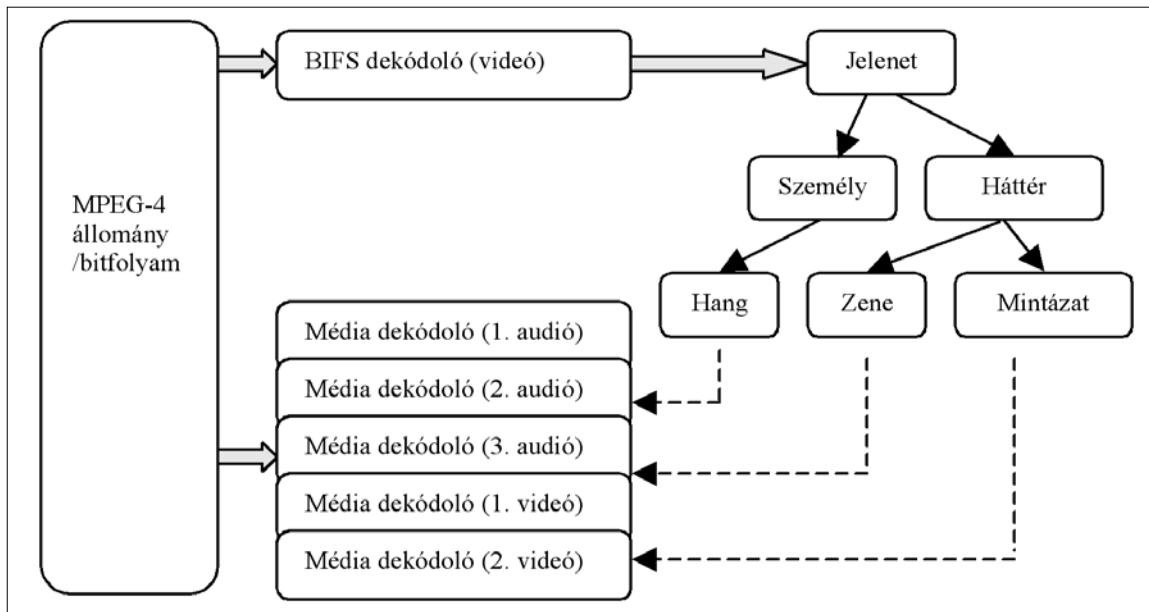 BIFS dekódoló (videó)
Jelenet
Személy
Háttér
MPEG-4
állomány
/bitfolyam
Hang
Zene
Mintázat
Média dekódoló (1. audió)
Média dekódoló (2. audió)
Média dekódoló (3. audió)
Média dekódoló (1. videó)
Média dekódoló (2. videó)